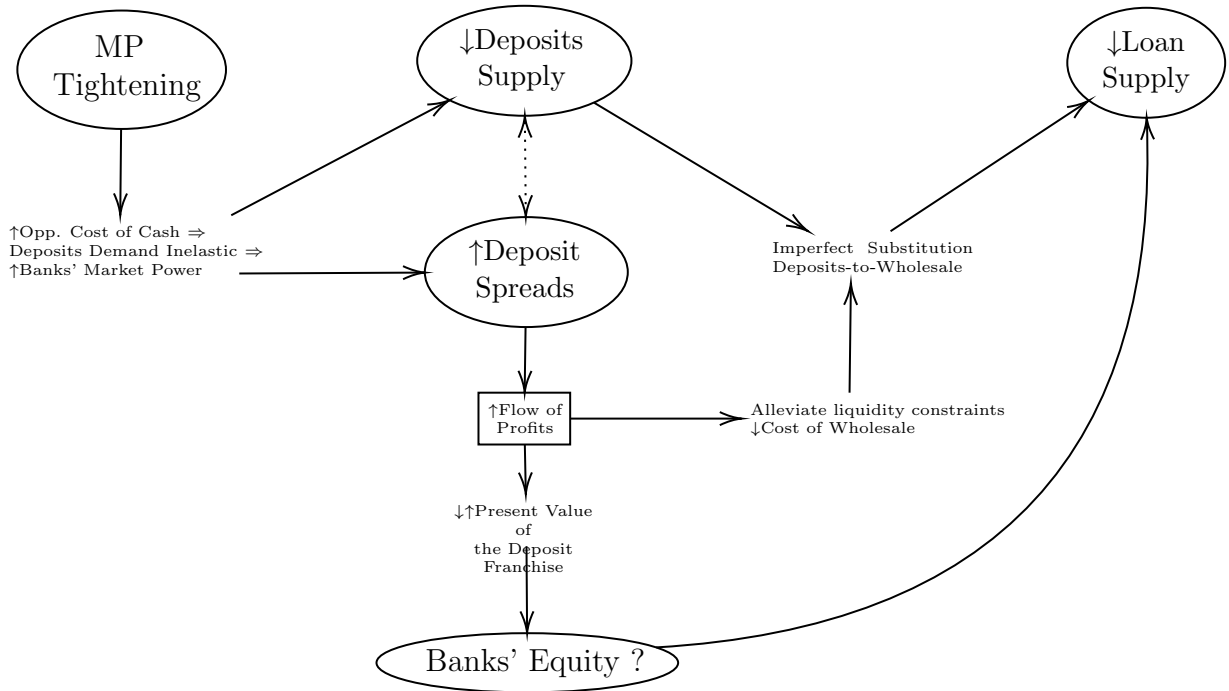 MP
Tightening
↓Deposits
Supply
↓Loan
Supply
↑Opp. Cost of Cash ⇒
Deposits Demand Inelastic ⇒
↑Banks' Market Power
↑Deposit
Spreads
Imperfect Substitution
Deposits-to-Wholesale
↑Flow of
Profits
Alleviate liquidity constraints
↓Cost of Wholesale
↓↑Present Value
of
the Deposit
Franchise
Banks' Equity ?